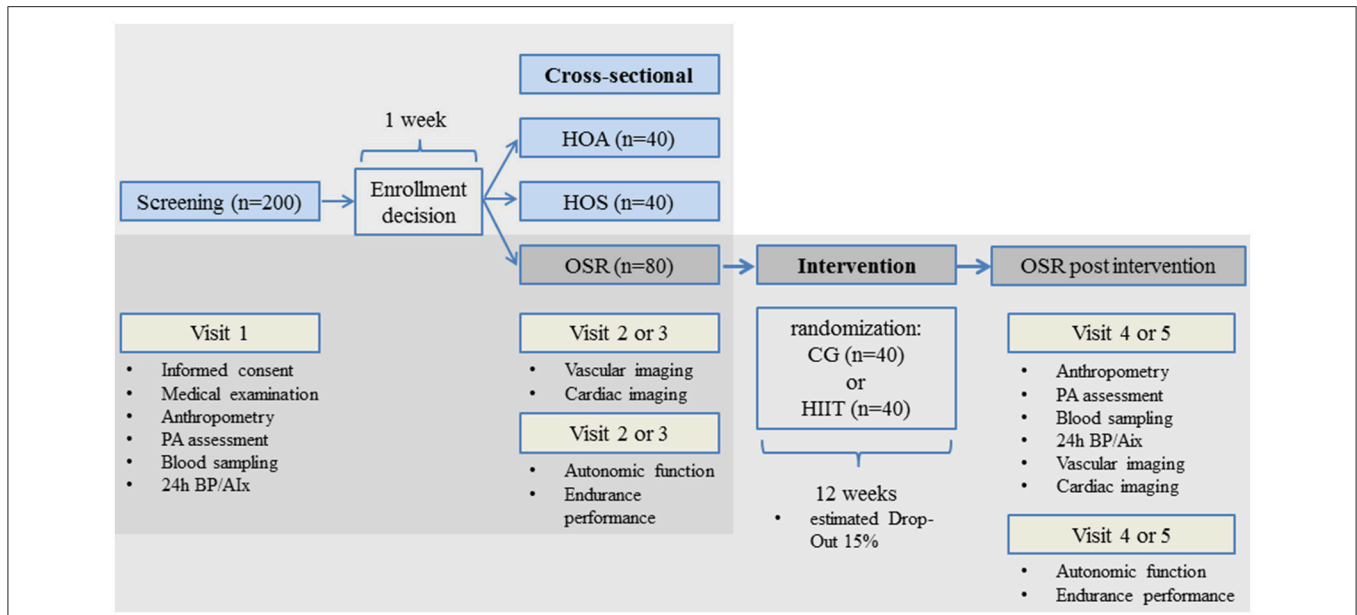 Cross-sectional
1 week
HOA (n=40)
Screening (n=200)
Enrollment
decision
HOS (n=40)
OSR (n=80)
Intervention
OSR post intervention
Visit 1
• Informed consent
• Medical examination
• Anthropometry
• PA assessment
• Blood sampling
• 24h BP/AIx
Visit 2 or 3
• Vascular imaging
• Cardiac imaging
Visit 2 or 3
• Autonomic function
• Endurance
performance
randomization:
CG (n=40)
or
HIIT (n=40)
12 weeks
• estimated Drop-
Out 15%
Visit 4 or 5
• Anthropometry
• PA assessment
• Blood sampling
• 24h BP/Aix
• Vascular imaging
• Cardiac imaging
Visit 4 or 5
• Autonomic function
• Endurance performance